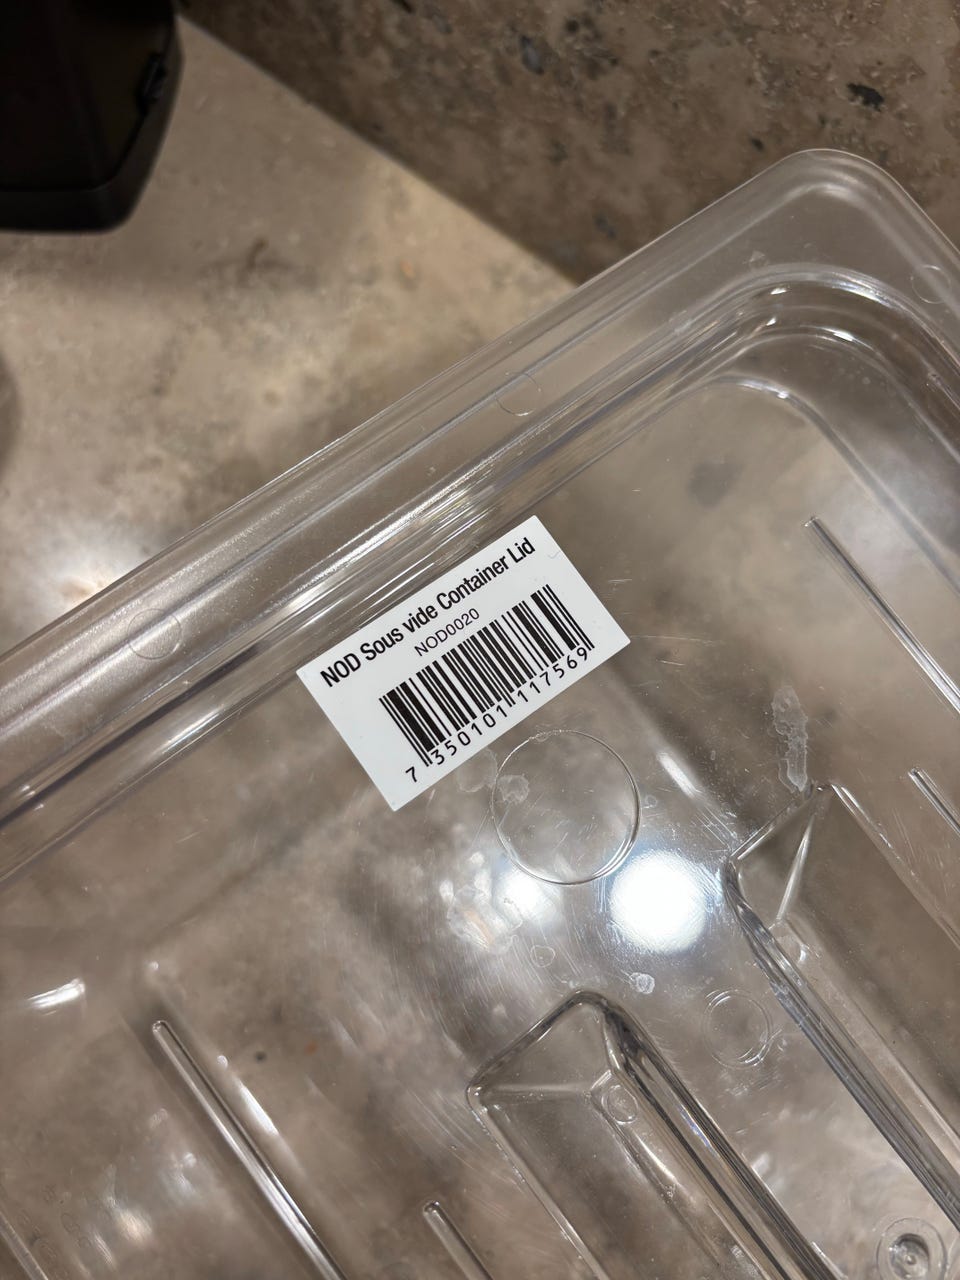 NOD Sous vide Container Lid
NOD0020
7 350101 117569